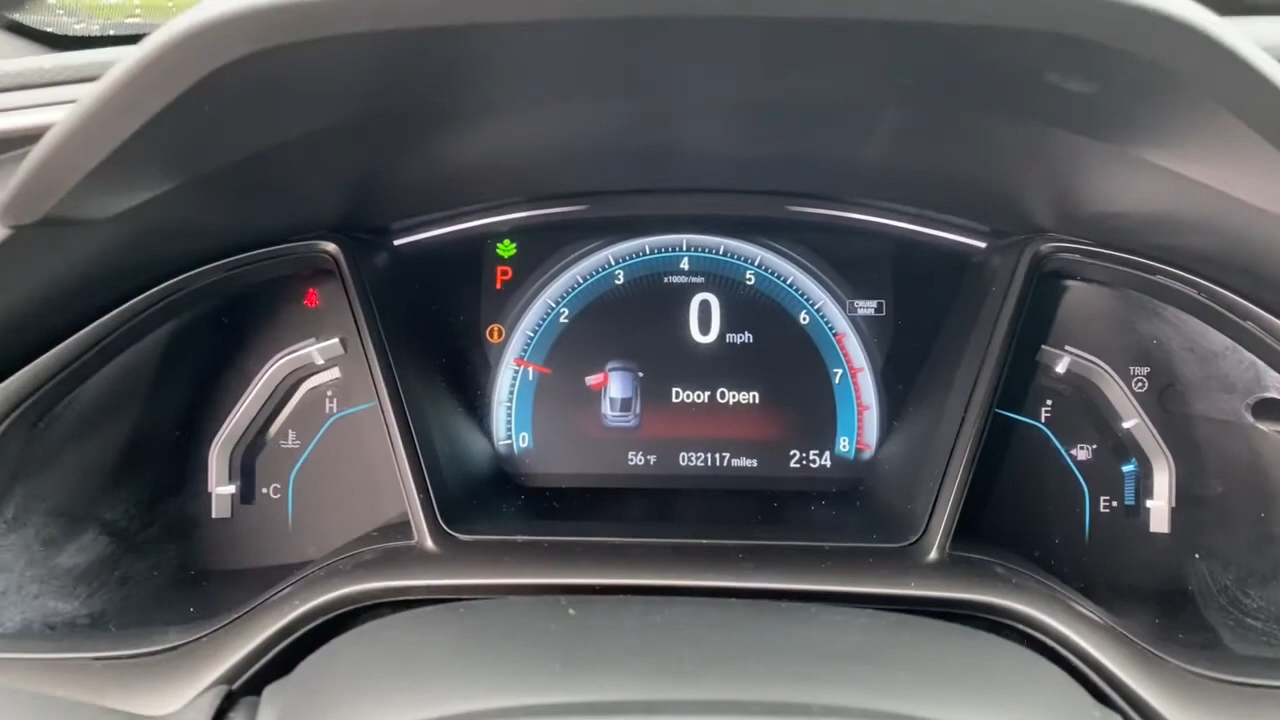 P
0
1
2
3
4
5
6
7
8
x1000r/min
0 mph
CRUISE
MAIN
Door Open
56°F 032117 miles 2:54
H
C
TRIP
F
E